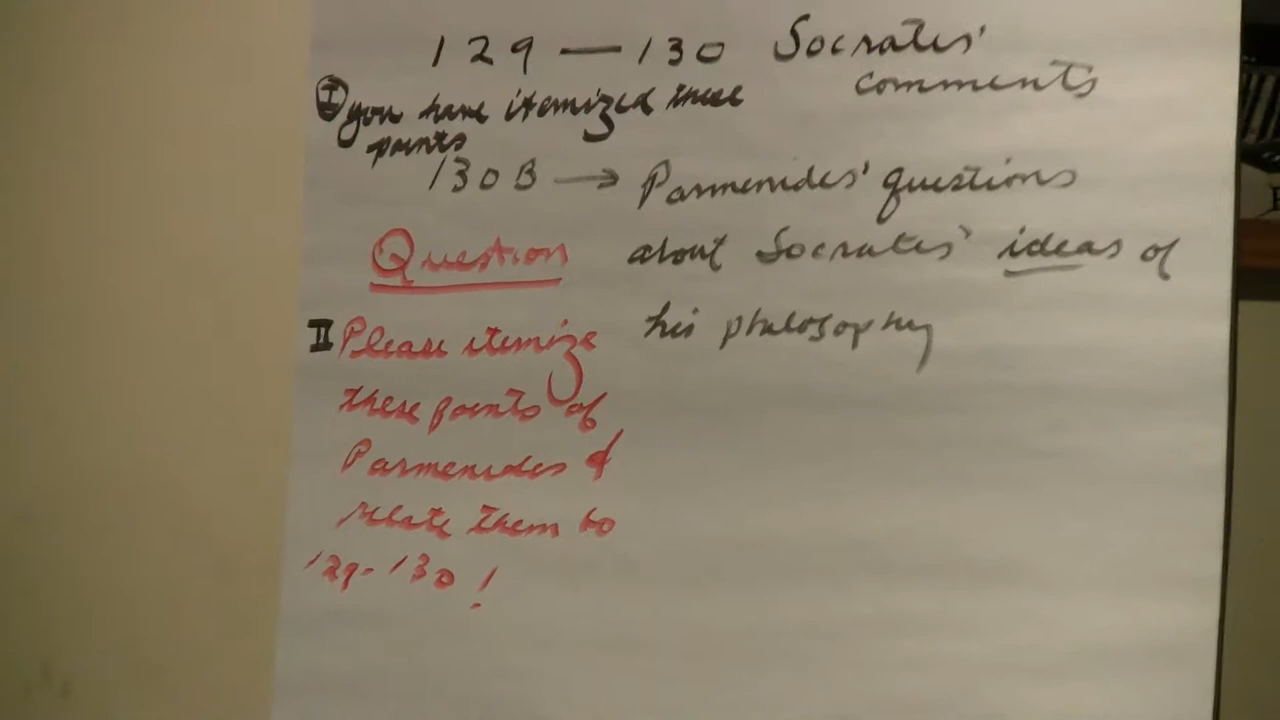 129 — 130 Socrates'
comments
I you have itemized these
points
130B → Parmenides' questions
Question about Socrates' ideas of
his philosophy
II Please itemize
these points of
Parmenides &
relate them to
129-130!